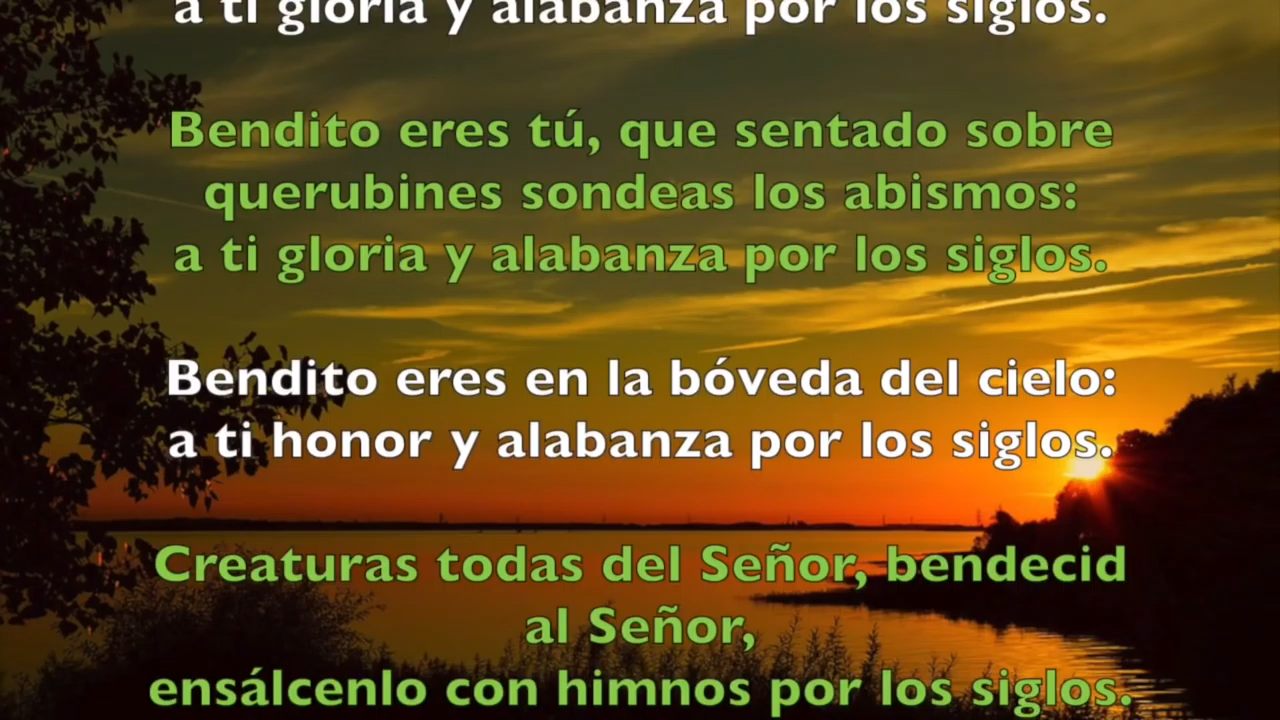 a ti gloria y alabanza por los siglos.
Bendito eres tú, que sentado sobre
querubines sondeas los abismos:
a ti gloria y alabanza por los siglos.
Bendito eres en la bóveda del cielo:
a ti honor y alabanza por los siglos.
Creaturas todas del Señor, bendecid
al Señor,
ensálcenlo con himnos por los siglos.